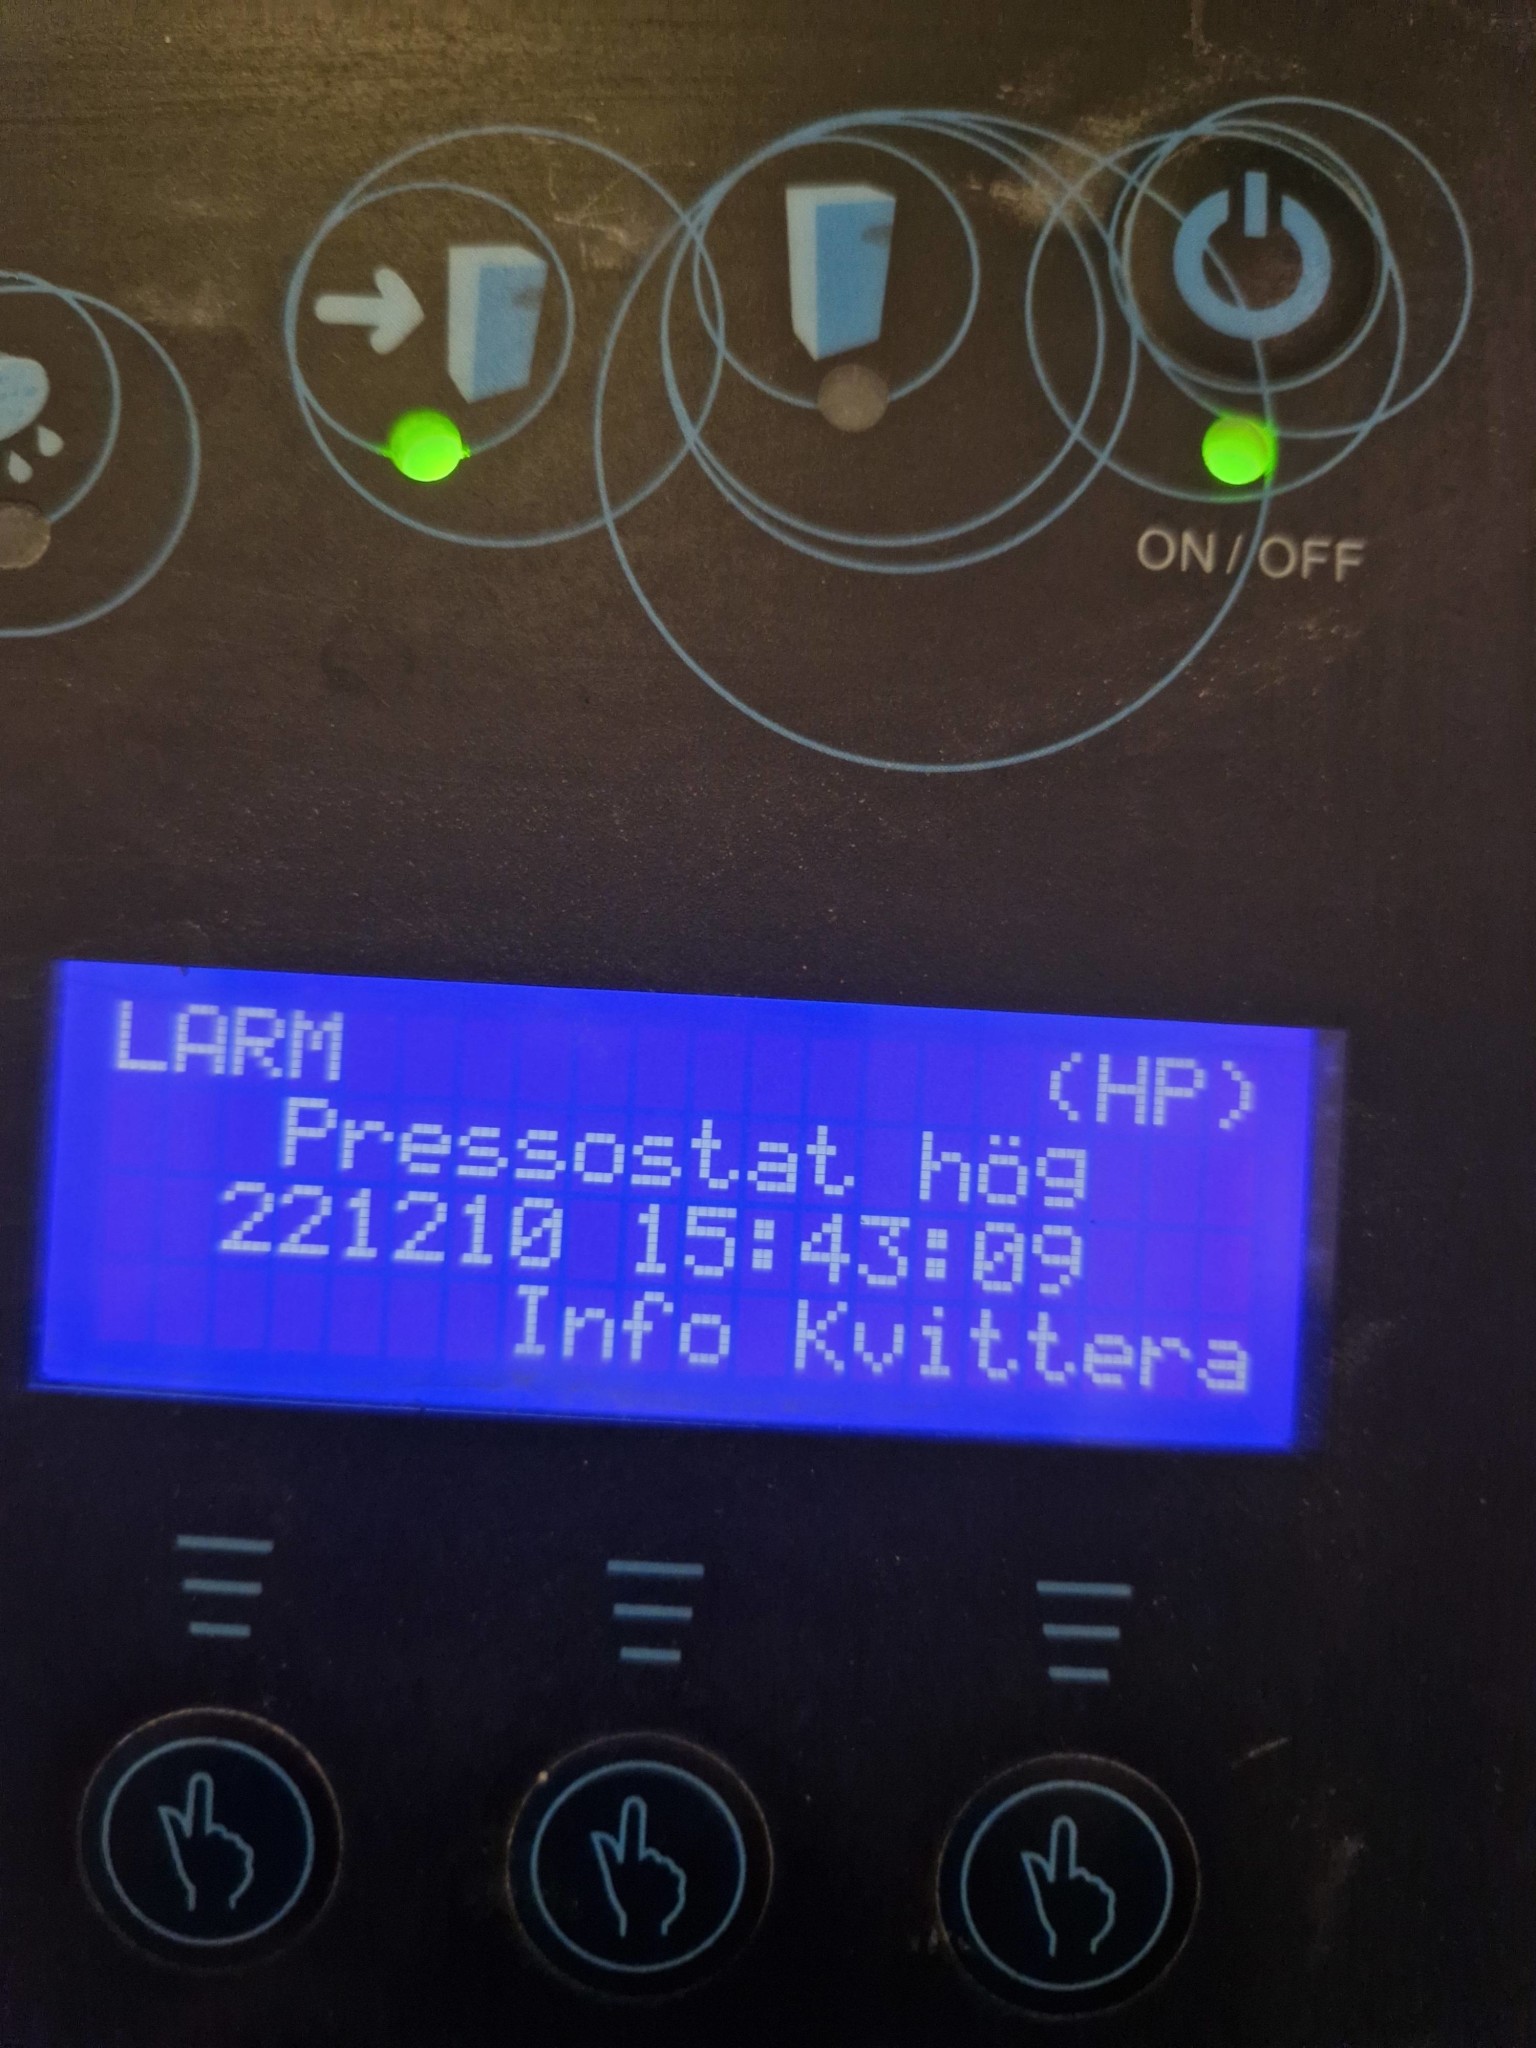 ON / OFF
LARM (HP)
Pressostat hög
221210 15:43:09
Info Kvittera